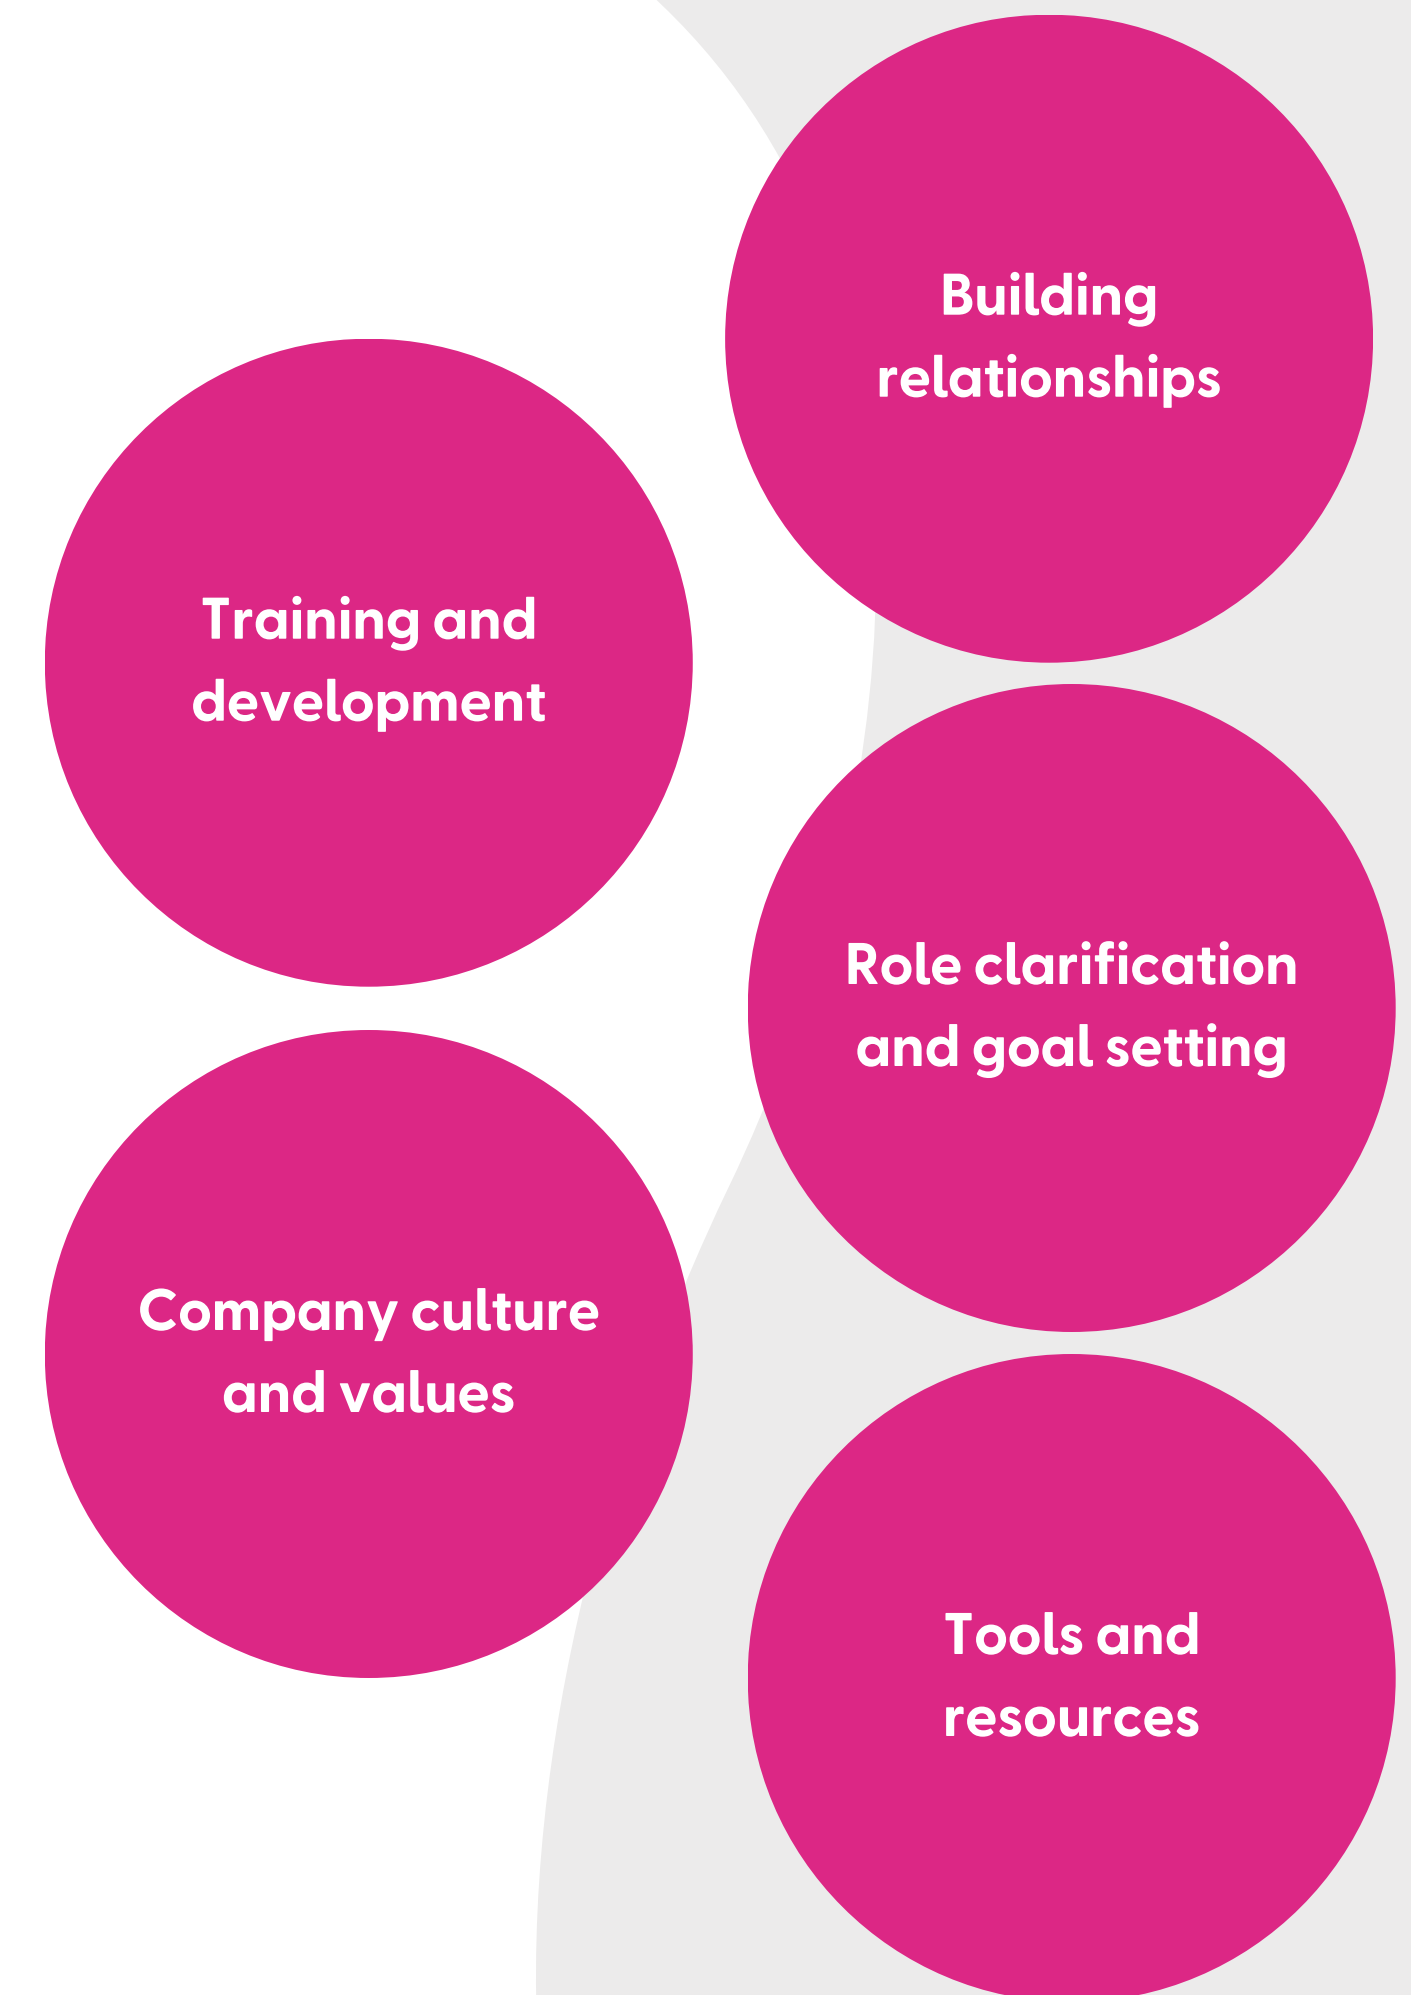 Building
relationships
Training and
development
Role clarification
and goal setting
Company culture
and values
Tools and
resources